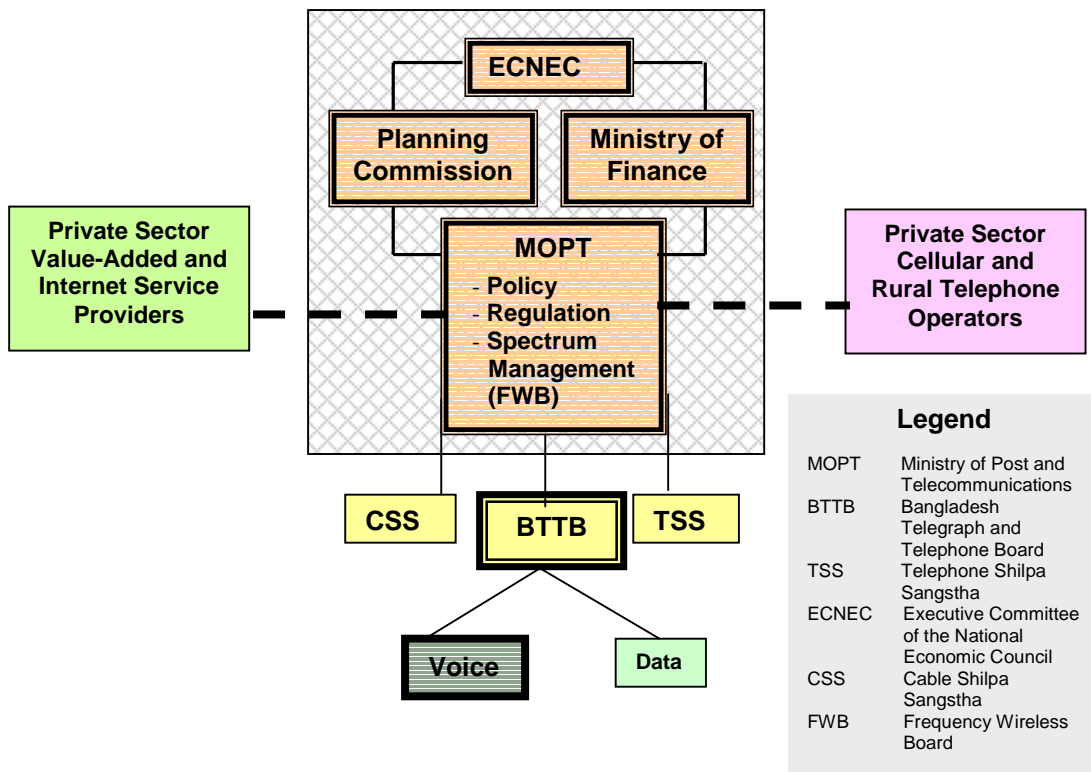 ECNEC
Planning
Commission
Ministry of
Finance
Private Sector
Value-Added and
Internet Service
Providers
MOPT
- Policy
- Regulation
- Spectrum
Management
(FWB)
Private Sector
Cellular and
Rural Telephone
Operators
CSS
BTTB
TSS
Voice
Data
Legend
MOPT Ministry of Post and
Telecommunications
BTTB Bangladesh
Telegraph and
Telephone Board
TSS Telephone Shilpa
Sangstha
ECNEC Executive Committee
of the National
Economic Council
CSS Cable Shilpa
Sangstha
FWB Frequency Wireless
Board